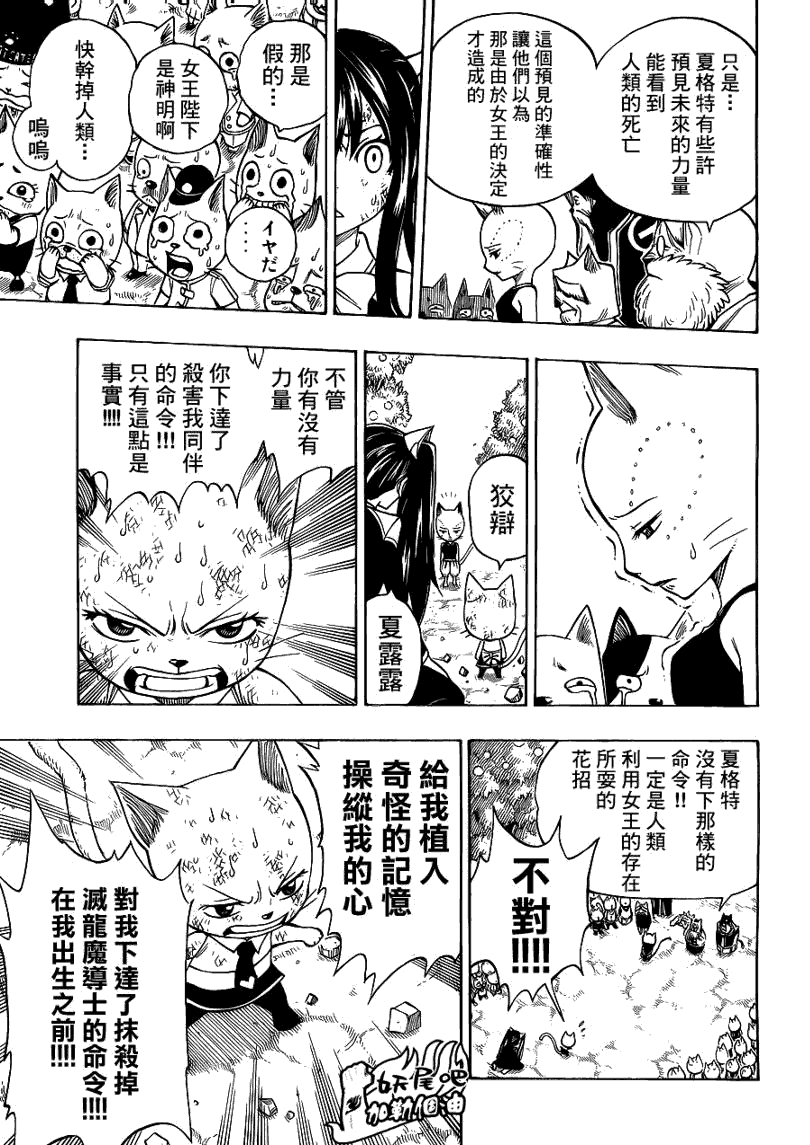 只是…
夏格特有些許
預見未來的力量
能看到
人類的死亡
這個預見的準確性
讓他們以為
那是由於女王的決定
才造成的
那是
假的…
女王陛下
是神明啊
快幹掉人類…
嗚嗚
イヤだ
……
狡辯
夏露露
不管
你有沒有
力量
你下達了
殺害我同伴
的命令!!!
只有這點是
事實!!!!
夏格特
沒有下那樣的
命令!!
一定是人類
利用女王的存在
所耍的
花招
不對!!!!
給我植入
奇怪的記憶
操縱我的心
對我下達了抹殺掉
滅龍魔導士的命令!!!!
在我出生之前!!!!
妖尾吧
加勒個油